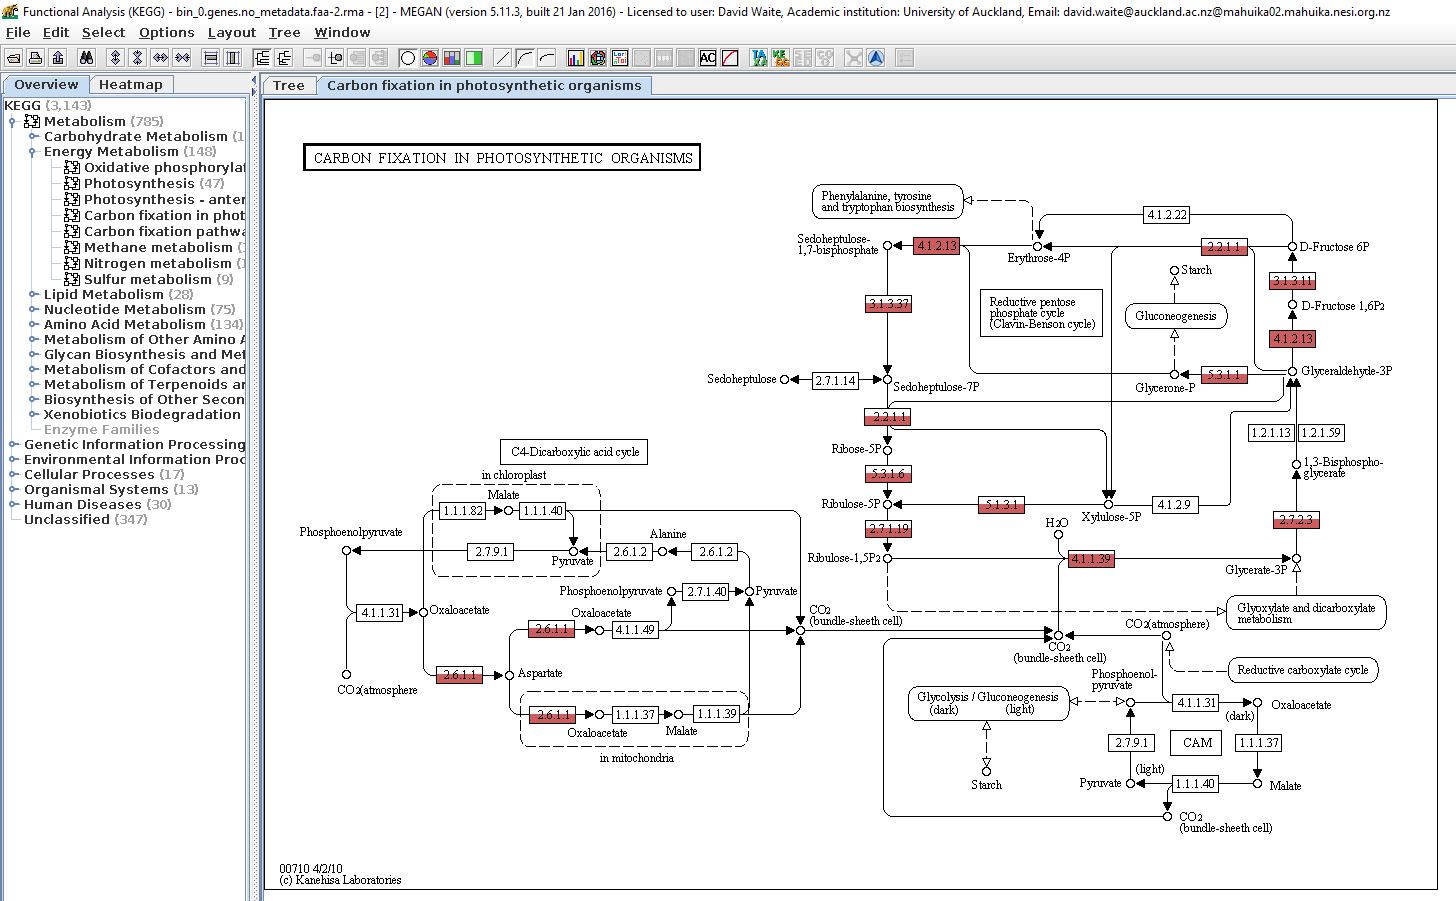 Functional Analysis (KEGG) - bin_0.genes.no_metadata.faa-2.rma - [2] - MEGAN (version 5.11.3, built 21 Jan 2016) - Licensed to user: David Waite, Academic institution: University of Auckland, Email: david.waite@auckland.ac.nz@mahuika02.mahuika.nesi.org.nz
File Edit Select Options Layout Tree Window
Overview Heatmap
KEGG (3,143)
Metabolism (785)
Carbohydrate Metabolism (1
Energy Metabolism (148)
Oxidative phosphoryla
Photosynthesis (47)
Photosynthesis - anter
Carbon fixation in phot
Carbon fixation pathwa
Methane metabolism (
Nitrogen metabolism (
Sulfur metabolism (9)
Lipid Metabolism (28)
Nucleotide Metabolism (75)
Amino Acid Metabolism (134)
Metabolism of Other Amino A
Glycan Biosynthesis and Met
Metabolism of Cofactors and
Metabolism of Terpenoids ar
Biosynthesis of Other Secon
Xenobiotics Biodegradation
Enzyme Families
Genetic Information Processing
Environmental Information Proc
Cellular Processes (17)
Organismal Systems (13)
Human Diseases (30)
Unclassified (347)
Tree Carbon fixation in photosynthetic organisms
CARBON FIXATION IN PHOTOSYNTHETIC ORGANISMS
Phenylalanine, tyrosine
and tryptophan biosynthesis
4.1.2.22
Sedoheptulose-
1,7-bisphosphate
4.1.2.13
Erythrose-4P
2.2.1.1
D-Fructose 6P
Starch
3.1.3.11
3.1.3.37
Reductive pentose
phosphate cycle
(Clavin-Benson cycle)
Gluconeogenesis
D-Fructose 1,6P2
4.1.2.13
Sedoheptulose
2.7.1.14
Sedoheptulose-7P
Glycerone-P
5.3.1.1
Glyceraldehyde-3P
2.2.1.1
1.2.1.13
1.2.1.59
Ribose-5P
5.3.1.6
1,3-Bisphospho-
glycerate
Ribulose-5P
5.1.3.1
Xylulose-5P
4.1.2.9
2.7.2.3
2.7.1.19
H2O
Ribulose-1,5P2
4.1.1.39
Glycerate-3P
Glyoxylate and dicarboxylate
metabolism
C4-Dicarboxylic acid cycle
in chloroplast
Malate
1.1.1.82
1.1.1.40
Phosphoenolpyruvate
2.7.9.1
Pyruvate
2.6.1.2
Alanine
2.6.1.2
Phosphoenolpyruvate
2.7.1.40
Pyruvate
4.1.1.31
Oxaloacetate
Oxaloacetate
2.6.1.1
4.1.1.49
CO2
(bundle-sheeth cell)
2.6.1.1
Aspartate
CO2(atmosphere
2.6.1.1
1.1.1.37
1.1.1.39
Oxaloacetate
Malate
in mitochondria
CO2(atmosphere)
CO2
(bundle-sheeth cell)
Reductive carboxylate cycle
Phosphoenol-
pyruvate
Glycolysis / Gluconeogenesis
(dark) (light)
4.1.1.31
Oxaloacetate
(dark)
2.7.9.1
CAM
1.1.1.37
Starch
(light)
Pyruvate
1.1.1.40
Malate
CO2
(bundle-sheeth cell)
00710 4/2/10
(c) Kanehisa Laboratories